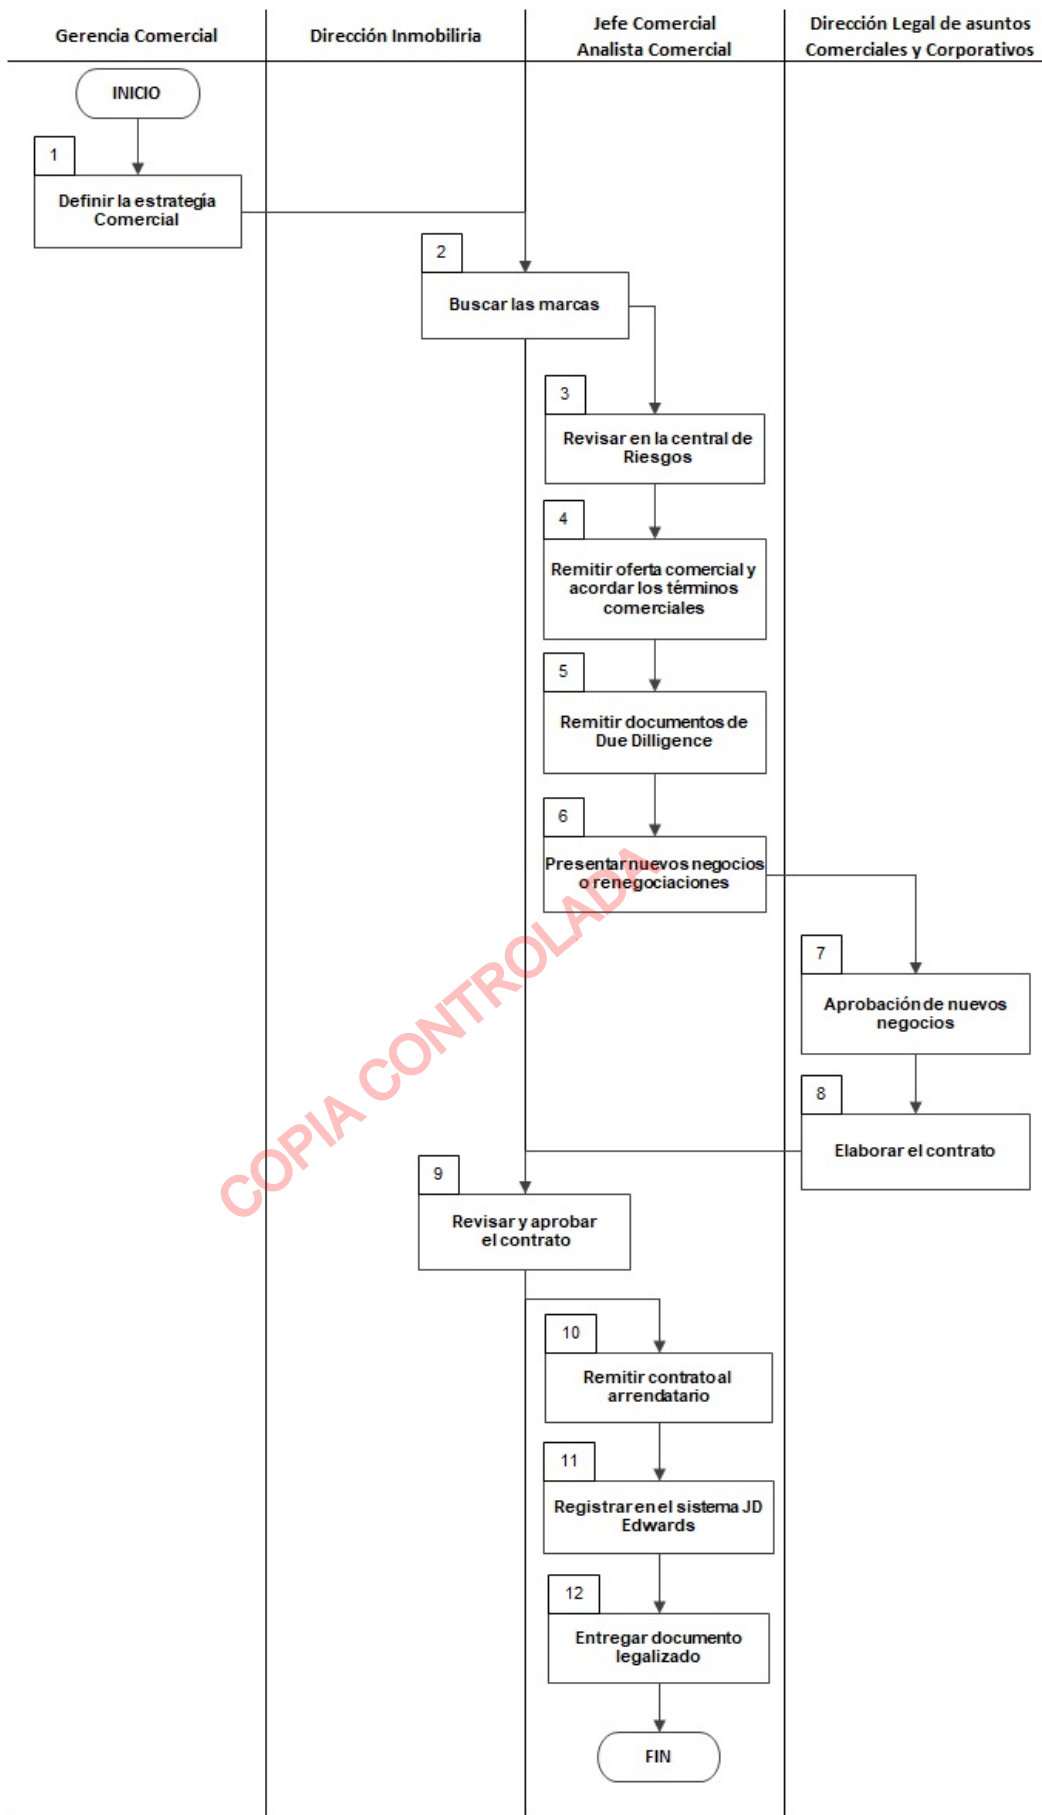 Gerencia Comercial
Dirección Inmobiliria
Jefe Comercial
Analista Comercial
Dirección Legal de asuntos
Comerciales y Corporativos
INICIO
1
Definir la estrategía
Comercial
2
Buscar las marcas
3
Revisar en la central de
Riesgos
4
Remitir oferta comercial y
acordar los términos
comerciales
5
Remitir documentos de
Due Dilligence
6
Presentar nuevos negocios
o renegociaciones
7
Aprobación de nuevos
negocios
8
Elaborar el contrato
9
Revisar y aprobar
el contrato
10
Remitir contrato al
arrendatario
11
Registrar en el sistema JD
Edwards
12
Entregar documento
legalizado
FIN
COPIA CONTROLADA